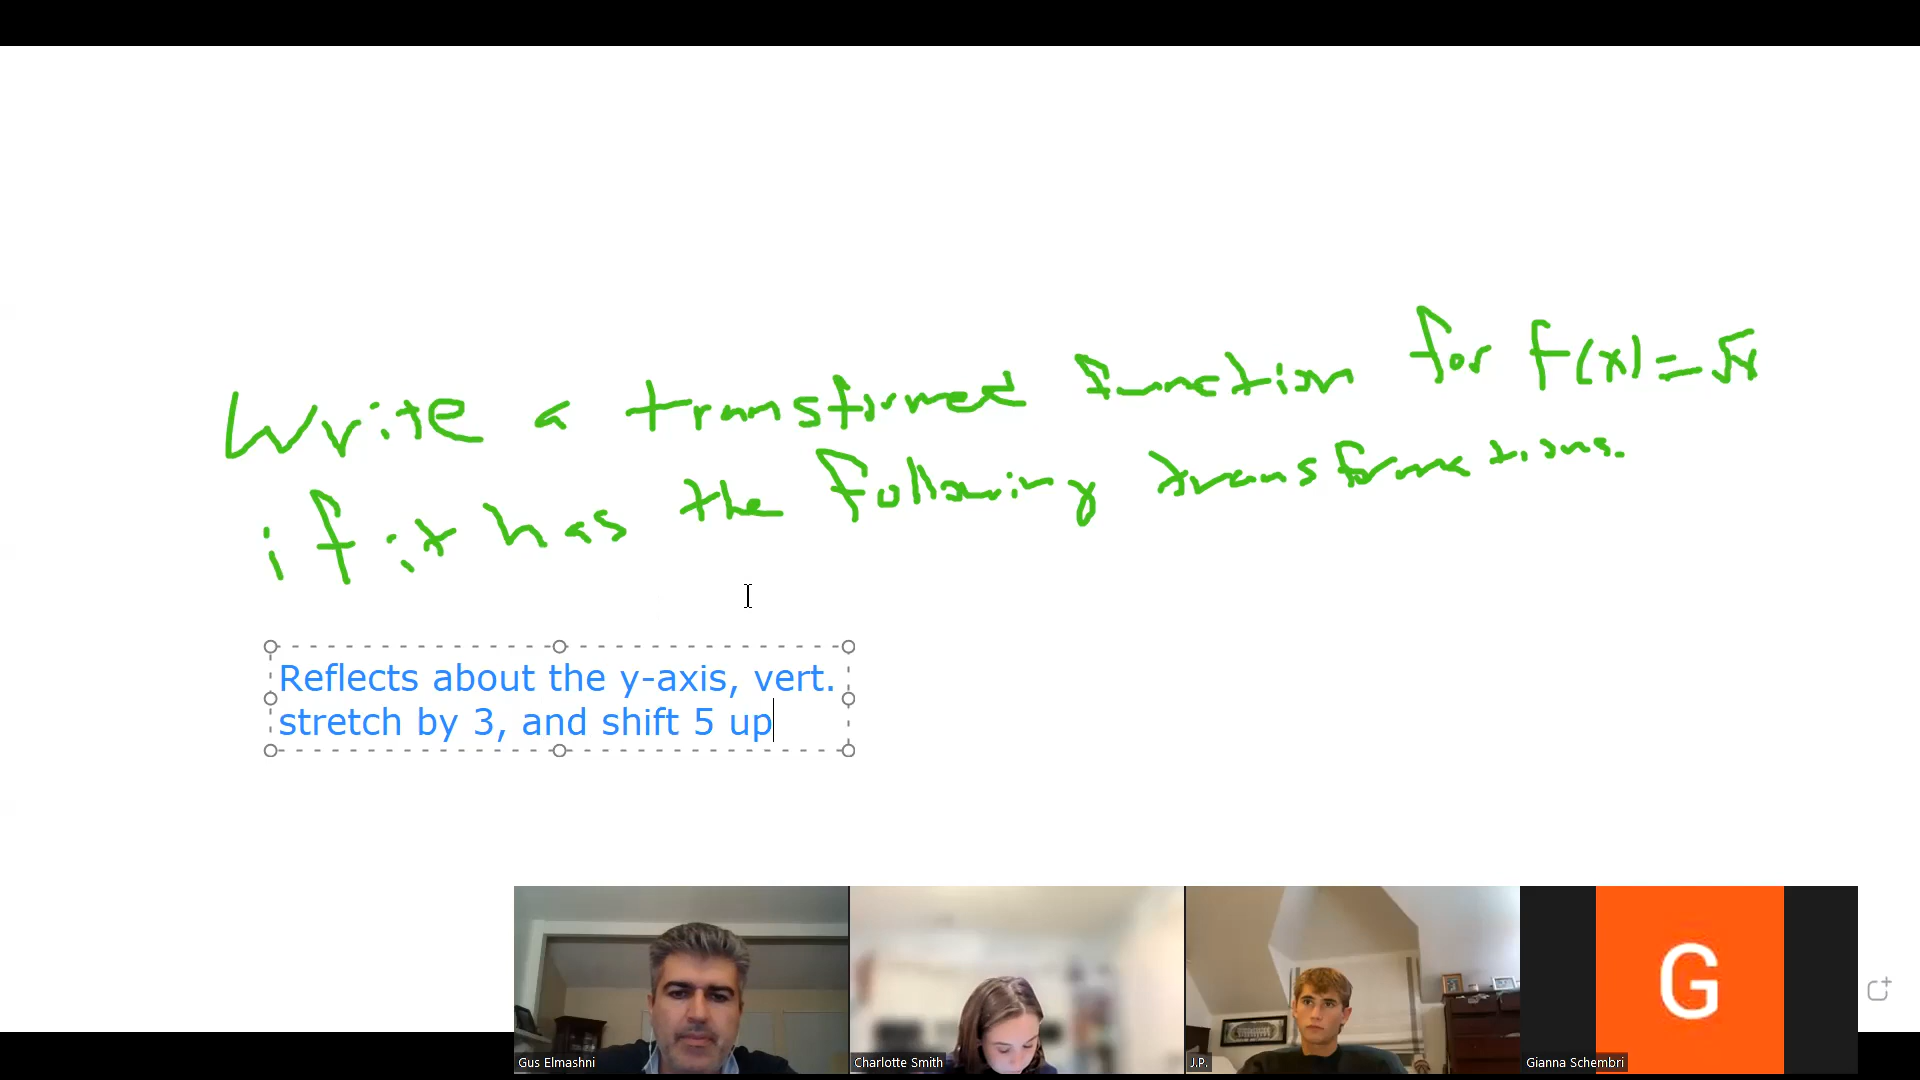 Write a transformed function for f(x)=√x
if it has the following transformations.
Reflects about the y-axis, vert.
stretch by 3, and shift 5 up
G
Gus Elmashni
Charlotte Smith
J.P.
Gianna Schembri